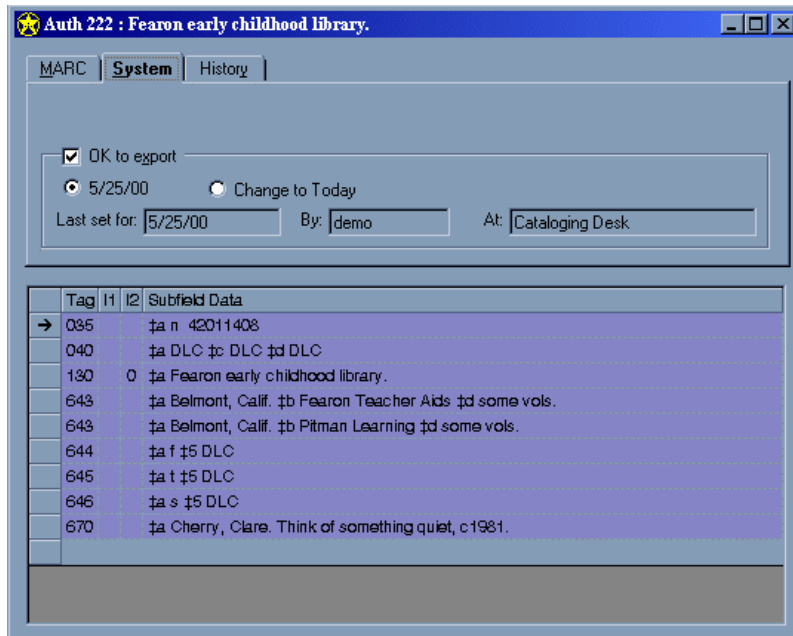 Auth 222 : Fearon early childhood library.
MARC System History
OK to export
5/25/00 Change to Today
Last set for: 5/25/00 By: demo At: Cataloging Desk
Tag I1 I2 Subfield Data
035 ‡a n 42011408
040 ‡a DLC ‡c DLC ‡d DLC
130 0 ‡a Fearon early childhood library.
643 ‡a Belmont, Calif. ‡b Fearon Teacher Aids ‡d some vols.
643 ‡a Belmont, Calif. ‡b Pitman Learning ‡d some vols.
644 ‡a f ‡5 DLC
645 ‡a t ‡5 DLC
646 ‡a s ‡5 DLC
670 ‡a Cherry, Clare. Think of something quiet, c1981.